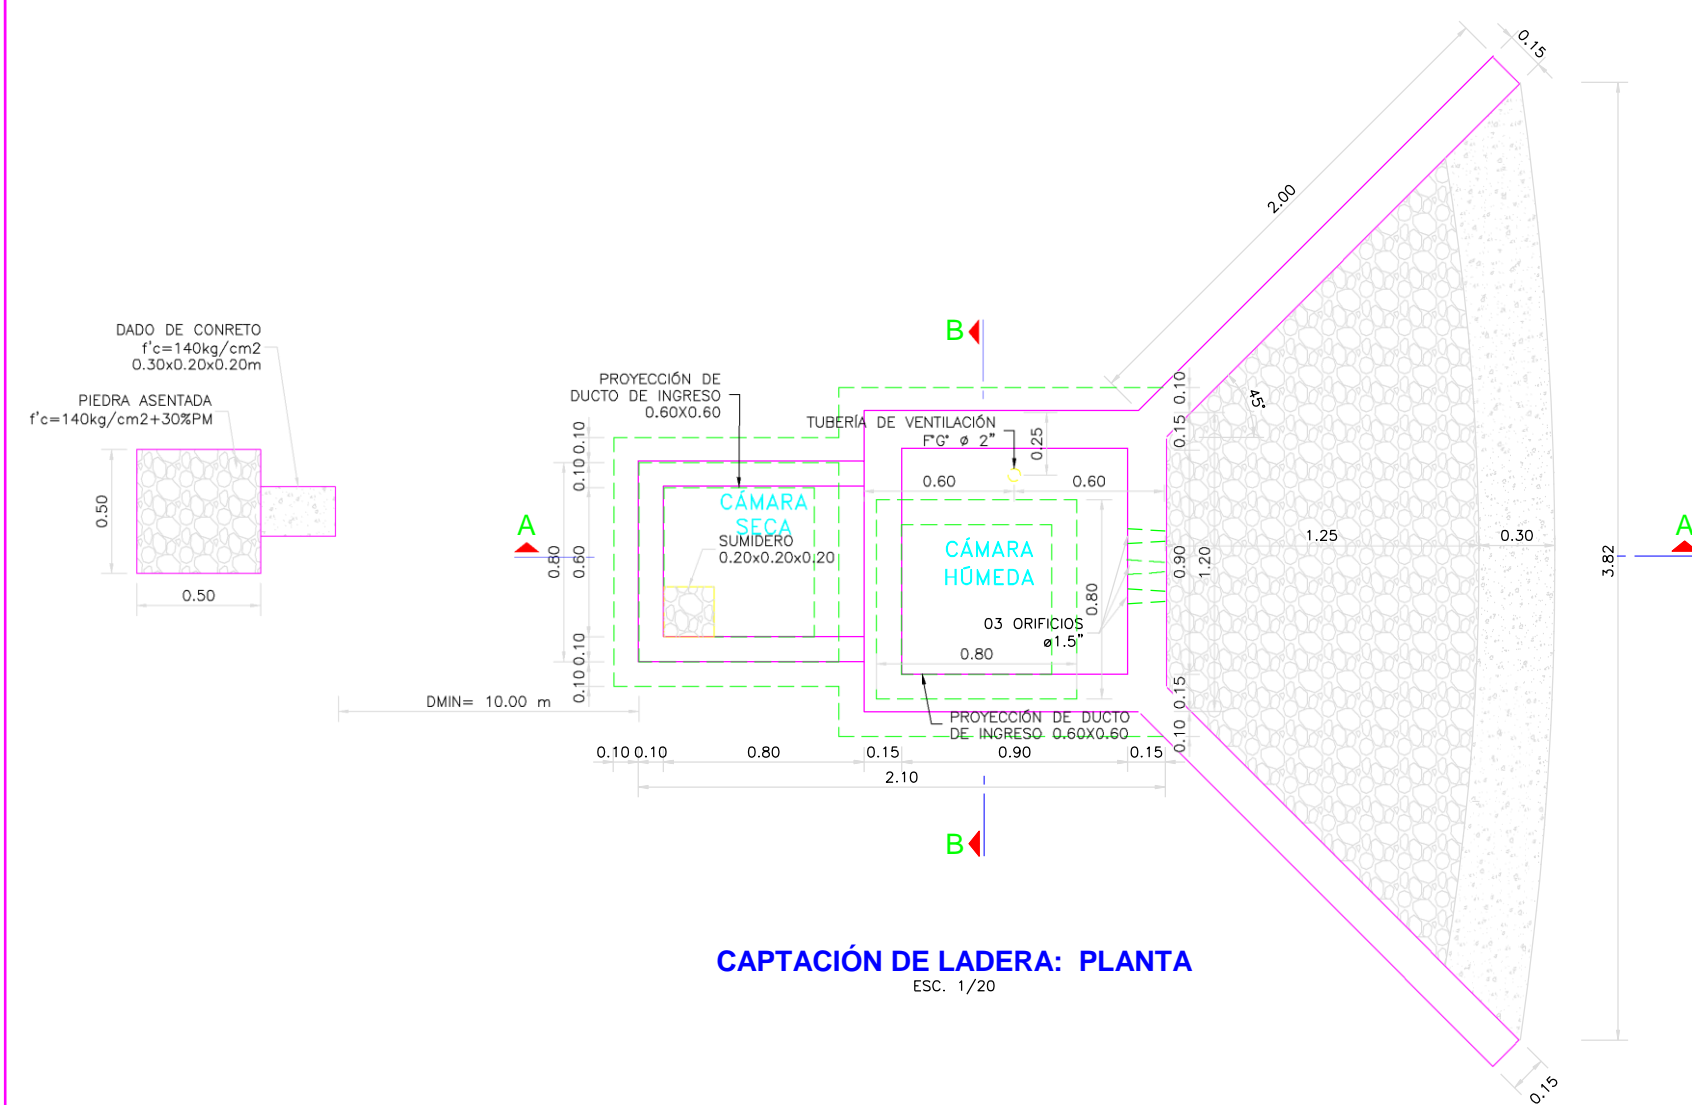 0.15
2.00
3.82
DADO DE CONRETO
f'c=140kg/cm2
0.30x0.20x0.20m
PIEDRA ASENTADA
f'c=140kg/cm2+30%PM
0.50
0.50
DMIN= 10.00 m
PROYECCIÓN DE
DUCTO DE INGRESO
0.60X0.60
B
TUBERÍA DE VENTILACIÓN
F°G° ø 2"
0.25
0.60
0.60
0.10
0.15
45°
0.10
0.10
0.80
0.60
0.10
0.10
A
CÁMARA
SECA
SUMIDERO
0.20x0.20x0.20
CÁMARA
HÚMEDA
0.80
03 ORIFICIOS
ø1.5"
0.80
0.90
1.20
1.25
0.30
A
0.15
0.10
PROYECCIÓN DE DUCTO
DE INGRESO 0.60X0.60
0.10
0.10
0.80
0.15
0.90
0.15
2.10
B
CAPTACIÓN DE LADERA: PLANTA
ESC. 1/20
0.15